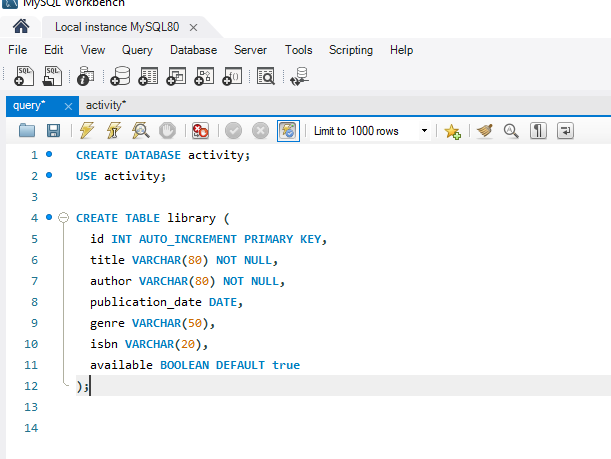 MySQL Workbench
Local instance MySQL80 ×
File Edit View Query Database Server Tools Scripting Help
SQL SQL
query* × activity*
Limit to 1000 rows
1 CREATE DATABASE activity;
2 USE activity;
3
4 CREATE TABLE library (
5 id INT AUTO_INCREMENT PRIMARY KEY,
6 title VARCHAR(80) NOT NULL,
7 author VARCHAR(80) NOT NULL,
8 publication_date DATE,
9 genre VARCHAR(50),
10 isbn VARCHAR(20),
11 available BOOLEAN DEFAULT true
12 );
13
14